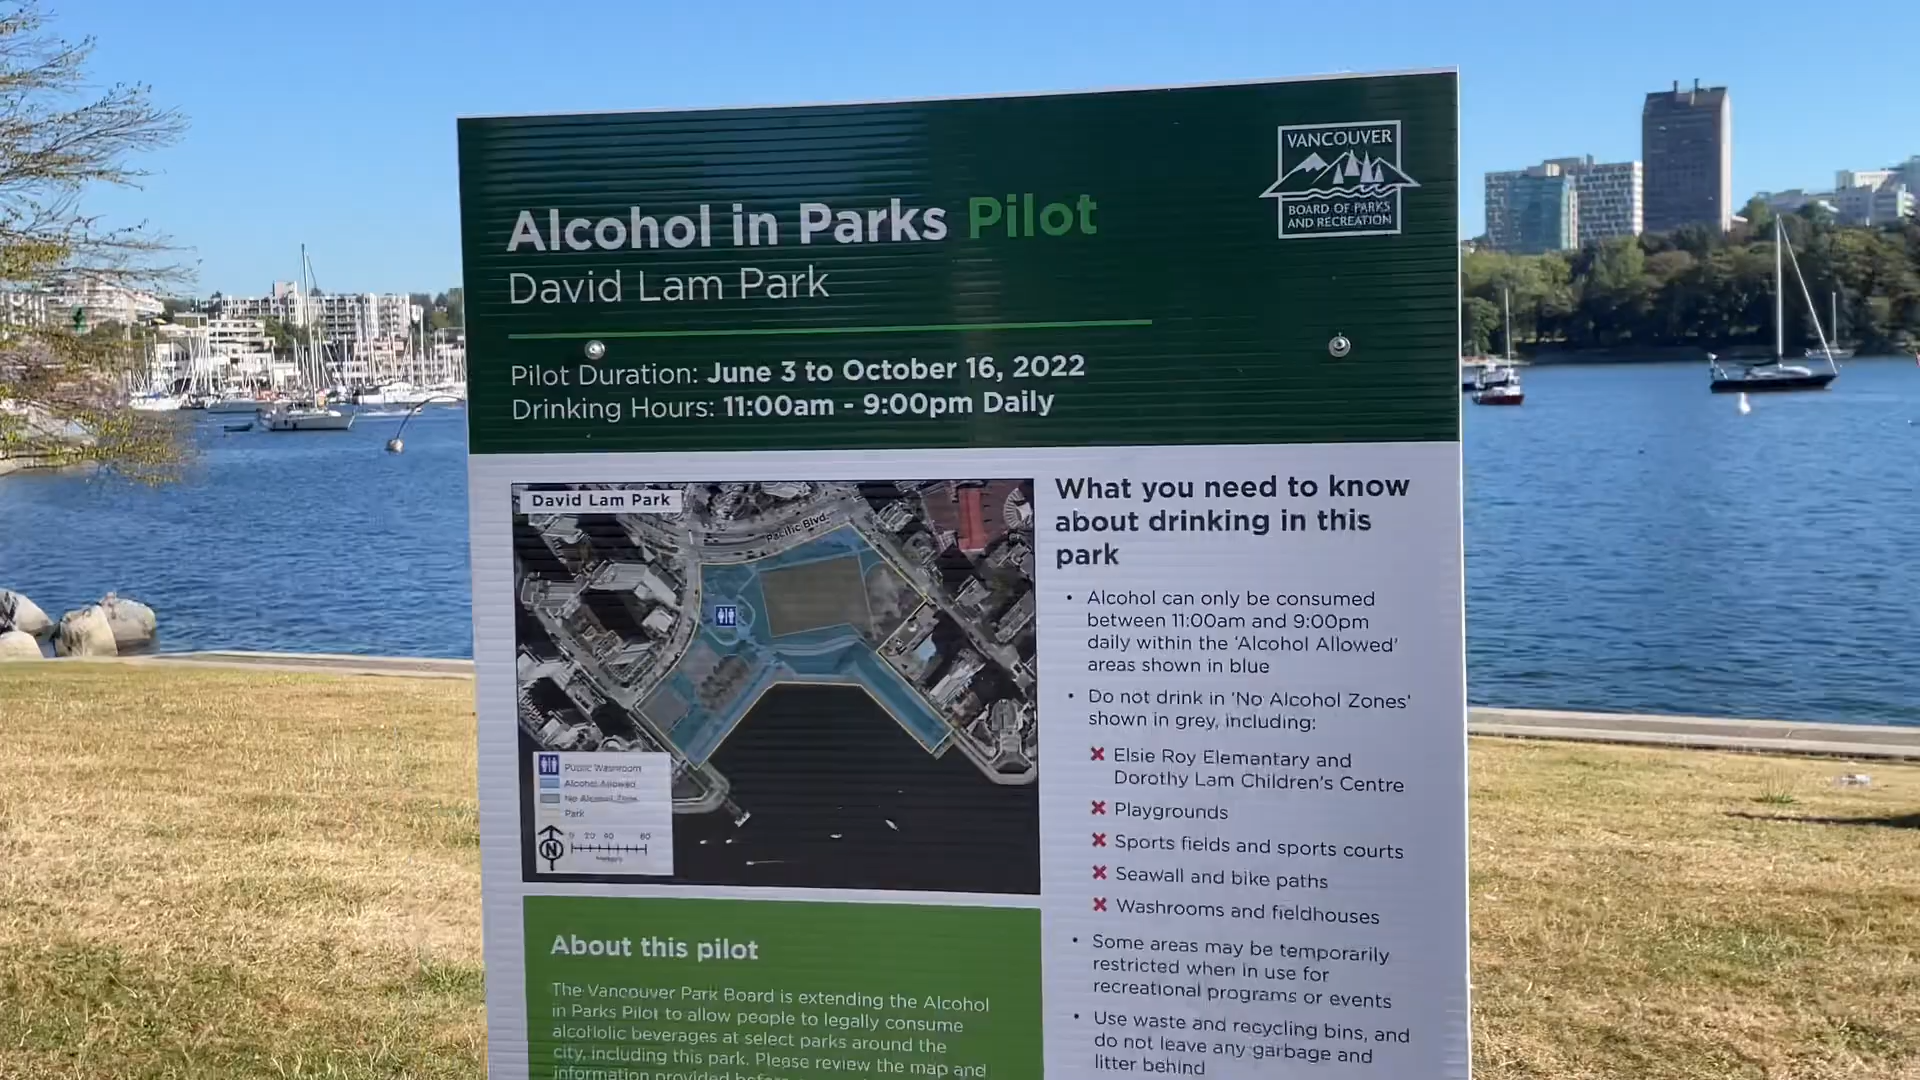 VANCOUVER
BOARD OF PARKS
AND RECREATION
Alcohol in Parks Pilot
David Lam Park
Pilot Duration: June 3 to October 16, 2022
Drinking Hours: 11:00am - 9:00pm Daily
David Lam Park
Pacific Blvd.
Public Washroom
Alcohol Allowed
No Alcohol Zone
Park
N
0 20 40 80
Meters
About this pilot
The Vancouver Park Board is extending the Alcohol
in Parks Pilot to allow people to legally consume
alcoholic beverages at select parks around the
city, including this park. Please review the map and
information provided
What you need to know
about drinking in this
park
• Alcohol can only be consumed
between 11:00am and 9:00pm
daily within the 'Alcohol Allowed'
areas shown in blue
• Do not drink in 'No Alcohol Zones'
shown in grey, including:
Elsie Roy Elemantary and
Dorothy Lam Children's Centre
Playgrounds
Sports fields and sports courts
Seawall and bike paths
Washrooms and fieldhouses
• Some areas may be temporarily
restricted when in use for
recreational programs or events
• Use waste and recycling bins, and
do not leave any garbage and
litter behind